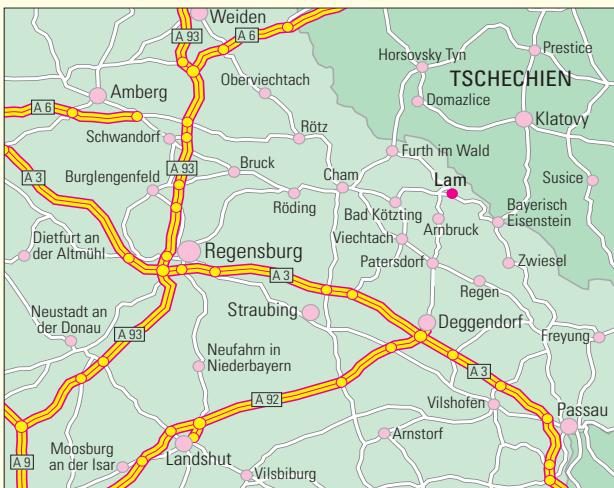 Weiden
A 93
A 6
Prestice
Horsovsky Tyn
Oberviechtach
TSCHECHIEN
Amberg
Domazlice
A 6
Klatovy
Schwandorf
Rötz
Furth im Wald
A 93
Bruck
A 3
Cham
Lam
Susice
Burglengenfeld
Röding
Bad Kötzting
Bayerisch
Eisenstein
Arnbruck
Dietfurt an
der Altmühl
Viechtach
Regensburg
Patersdorf
Zwiesel
A 3
Regen
Neustadt an
der Donau
Straubing
Deggendorf
A 93
Freyung
Neufahrn in
Niederbayern
A 3
A 92
Vilshofen
Passau
Arnstorf
Moosburg
an der Isar
Landshut
A 9
Vilsbiburg